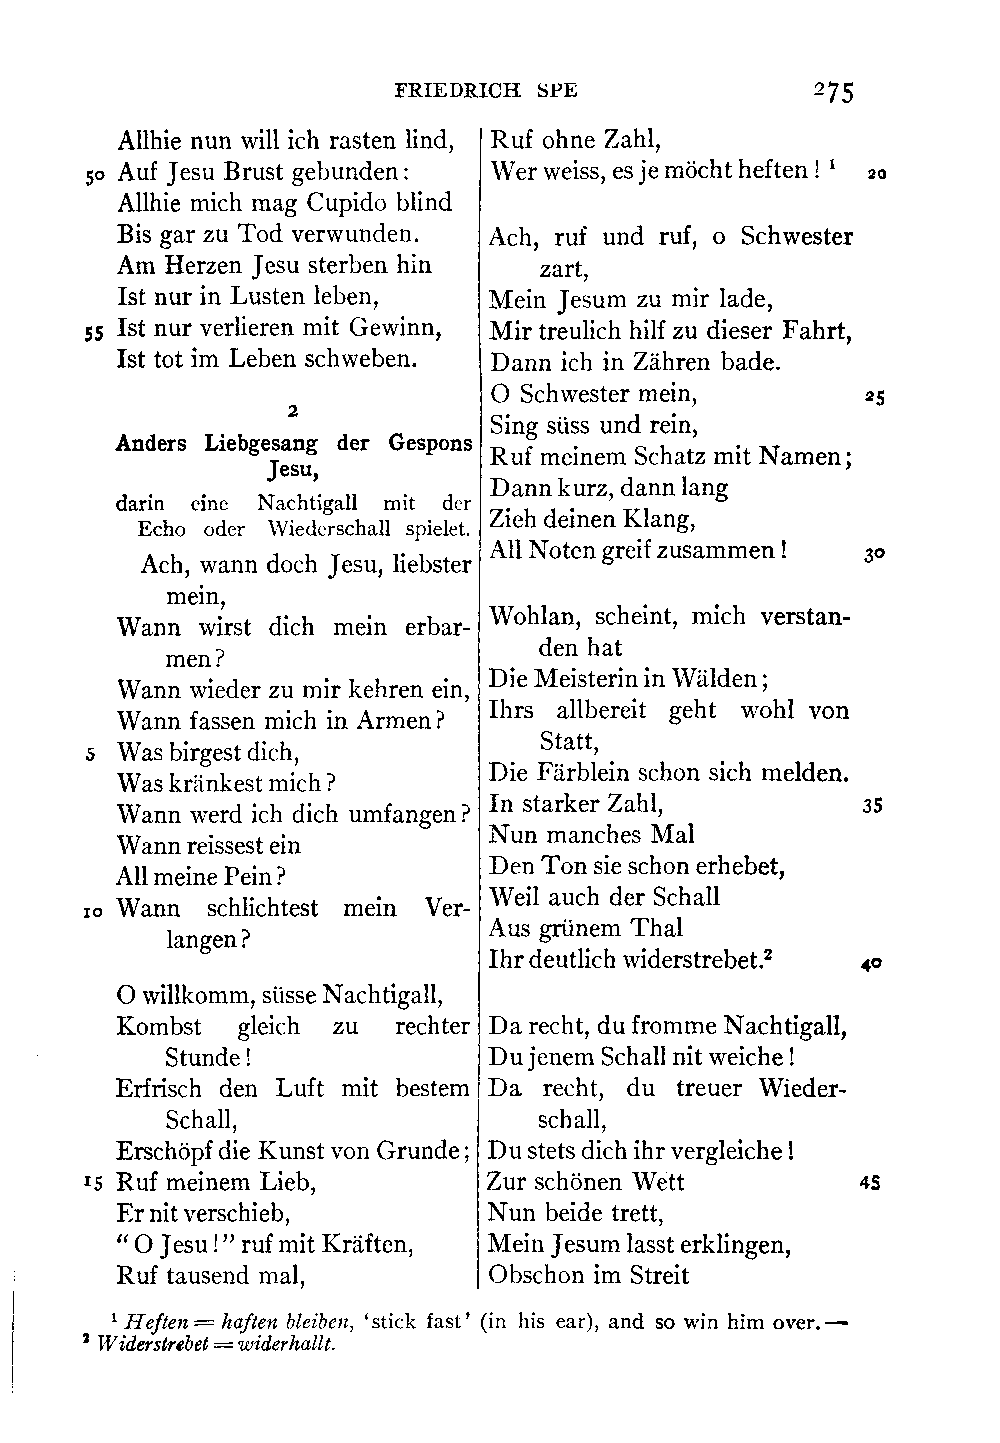 FRIEDRICH SPE 275
Allhie nun will ich rasten lind,
50 Auf Jesu Brust gebunden:
Allhie mich mag Cupido blind
Bis gar zu Tod verwunden.
Am Herzen Jesu sterben hin
Ist nur in Lusten leben,
55 Ist nur verlieren mit Gewinn,
Ist tot im Leben schweben.
2
Anders Liebgesang der Gespons
Jesu,
darin eine Nachtigall mit der
Echo oder Wiederschall spielet.
Ach, wann doch Jesu, liebster
mein,
Wann wirst dich mein erbar-
men?
Wann wieder zu mir kehren ein,
Wann fassen mich in Armen?
5 Was birgest dich,
Was kränkest mich?
Wann werd ich dich umfangen?
Wann reissest ein
All meine Pein?
10 Wann schlichtest mein Ver-
langen?
O willkomm, süsse Nachtigall,
Kombst gleich zu rechter
Stunde!
Erfrisch den Luft mit bestem
Schall,
Erschöpf die Kunst von Grunde;
15 Ruf meinem Lieb,
Er nit verschieb,
“O Jesu!” ruf mit Kräften,
Ruf tausend mal,
Ruf ohne Zahl,
Wer weiss, es je möcht heften! ¹ 20
Ach, ruf und ruf, o Schwester
zart,
Mein Jesum zu mir lade,
Mir treulich hilf zu dieser Fahrt,
Dann ich in Zähren bade.
O Schwester mein, 25
Sing süss und rein,
Ruf meinem Schatz mit Namen;
Dann kurz, dann lang
Zieh deinen Klang,
All Noten greif zusammen! 30
Wohlan, scheint, mich verstan-
den hat
Die Meisterin in Wälden;
Ihrs allbereit geht wohl von
Statt,
Die Färblein schon sich melden.
In starker Zahl, 35
Nun manches Mal
Den Ton sie schon erhebet,
Weil auch der Schall
Aus grünem Thal
Ihr deutlich widerstrebet.² 40
Da recht, du fromme Nachtigall,
Du jenem Schall nit weiche!
Da recht, du treuer Wieder-
schall,
Du stets dich ihr vergleiche!
Zur schönen Wett 45
Nun beide trett,
Mein Jesum lasst erklingen,
Obschon im Streit
¹ Heften = haften bleiben, ‘stick fast’ (in his ear), and so win him over.—
² Widerstrebet = widerhallt.